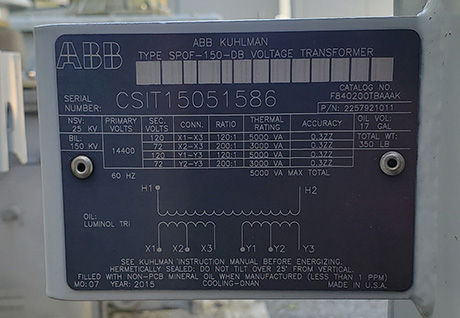 ABB
ABB KUHLMAN
TYPE SPOF-150-DB VOLTAGE TRANSFORMER
SERIAL NUMBER: CSIT15051586
CATALOG NO. F840200TBAAAK
P/N: 2257921011
NSV: 25 KV
BIL: 150 KV
PRIMARY VOLTS SEC. VOLTS CONN. RATIO THERMAL RATING ACCURACY
14400
120 X1-X3 120:1 5000 VA 0.3ZZ
72 X2-X3 200:1 3000 VA 0.3ZZ
120 Y1-Y3 120:1 5000 VA 0.3ZZ
72 Y2-Y3 200:1 3000 VA 0.3ZZ
OIL VOL: 17 GAL
TOTAL WT: 350 LB
60 HZ 5000 VA MAX TOTAL
H1 H2
OIL:
LUMINOL TRI
X1 X2 X3 Y1 Y2 Y3
SEE KUHLMAN INSTRUCTION MANUAL BEFORE ENERGIZING.
HERMETICALLY SEALED: DO NOT TILT OVER 25° FROM VERTICAL.
FILLED WITH NON-PCB MINERAL OIL WHEN MANUFACTURED (LESS THAN 1 PPM)
MO: 07 YEAR: 2015 COOLING-ONAN MADE IN U.S.A.